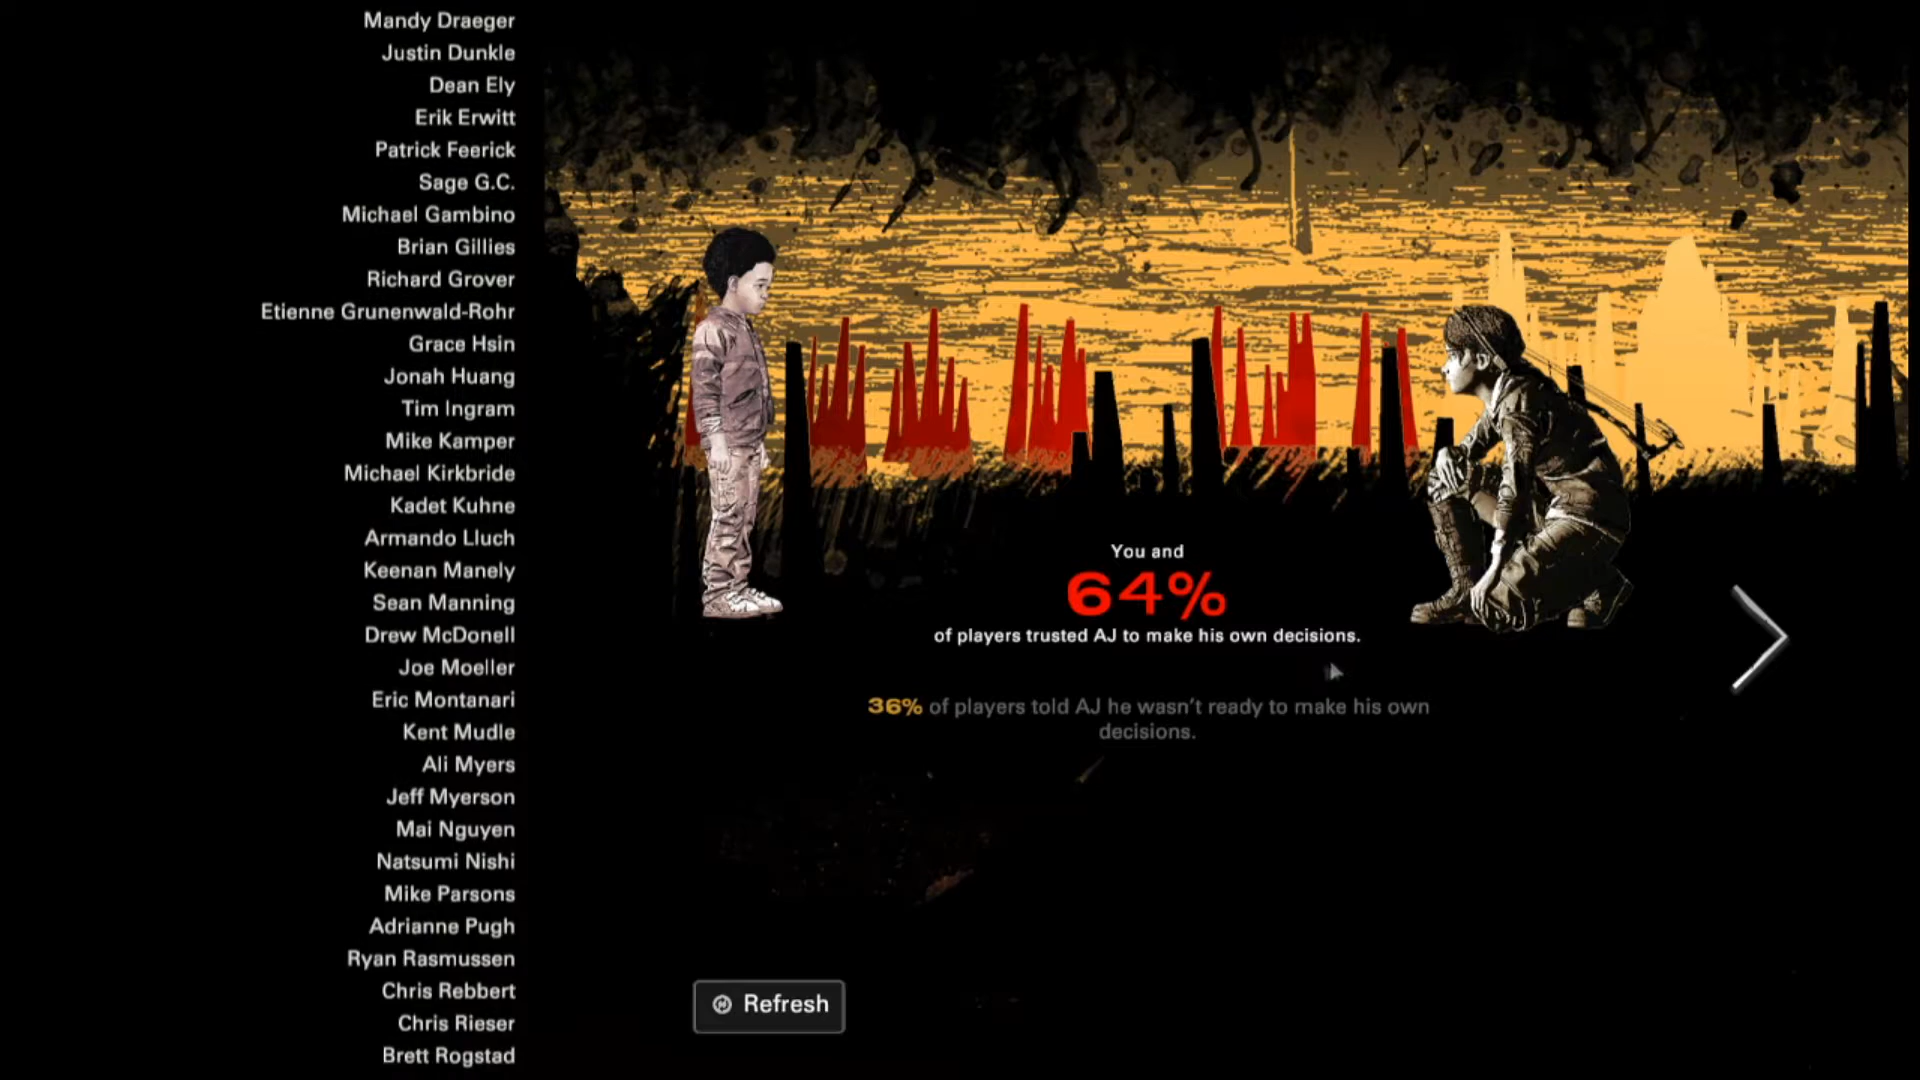 Mandy Draeger
Justin Dunkle
Dean Ely
Erik Erwitt
Patrick Feerick
Sage G.C.
Michael Gambino
Brian Gillies
Richard Grover
Etienne Grunenwald-Rohr
Grace Hsin
Jonah Huang
Tim Ingram
Mike Kamper
Michael Kirkbride
Kadet Kuhne
Armando Lluch
Keenan Manely
Sean Manning
Drew McDonell
Joe Moeller
Eric Montanari
Kent Mudle
Ali Myers
Jeff Myerson
Mai Nguyen
Natsumi Nishi
Mike Parsons
Adrianne Pugh
Ryan Rasmussen
Chris Rebbert
Chris Rieser
Brett Rogstad
You and
64%
of players trusted AJ to make his own decisions.
36% of players told AJ he wasn't ready to make his own
decisions.
Refresh